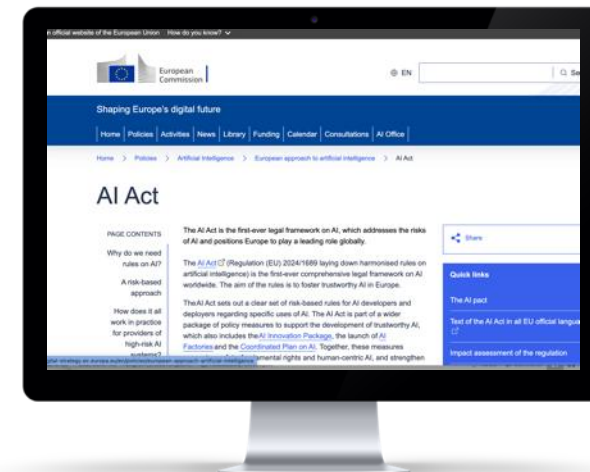 n official website of the European Union How do you know?
European
Commission
EN
Se
Shaping Europe's digital future
Home Policies Activities News Library Funding Calendar Consultations AI Office
Home > Policies > Artificial Intelligence > European approach to artificial intelligence > AI Act
AI Act
PAGE CONTENTS
Why do we need
rules on AI?
A risk-based
approach
How does it all
work in practice
for providers of
high-risk AI
systems?
The AI Act is the first-ever legal framework on AI, which addresses the risks
of AI and positions Europe to play a leading role globally.
The AI Act (Regulation (EU) 2024/1689 laying down harmonised rules on
artificial intelligence) is the first-ever comprehensive legal framework on AI
worldwide. The aim of the rules is to foster trustworthy AI in Europe.
The AI Act sets out a clear set of risk-based rules for AI developers and
deployers regarding specific uses of AI. The AI Act is part of a wider
package of policy measures to support the development of trustworthy AI,
which also includes the AI Innovation Package, the launch of AI
Factories and the Coordinated Plan on AI. Together, these measures
rights and human-centric AI, and strengthen
Share
Quick links
The AI pact
Text of the AI Act in all EU official langua
Impact assessment of the regulation